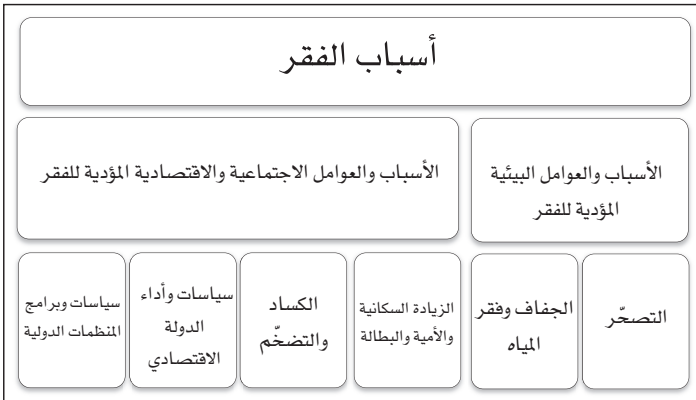 أسباب الفقر
الأسباب والعوامل البيئية
المؤدية للفقر
الأسباب والعوامل الاجتماعية والاقتصادية المؤدية للفقر
التصحّر
الجفاف وفقر
المياه
الزيادة السكانية
والأمية والبطالة
الكساد
والتضخّم
سياسات وأداء
الدولة
الاقتصادي
سياسات وبرامج
المنظمات الدولية